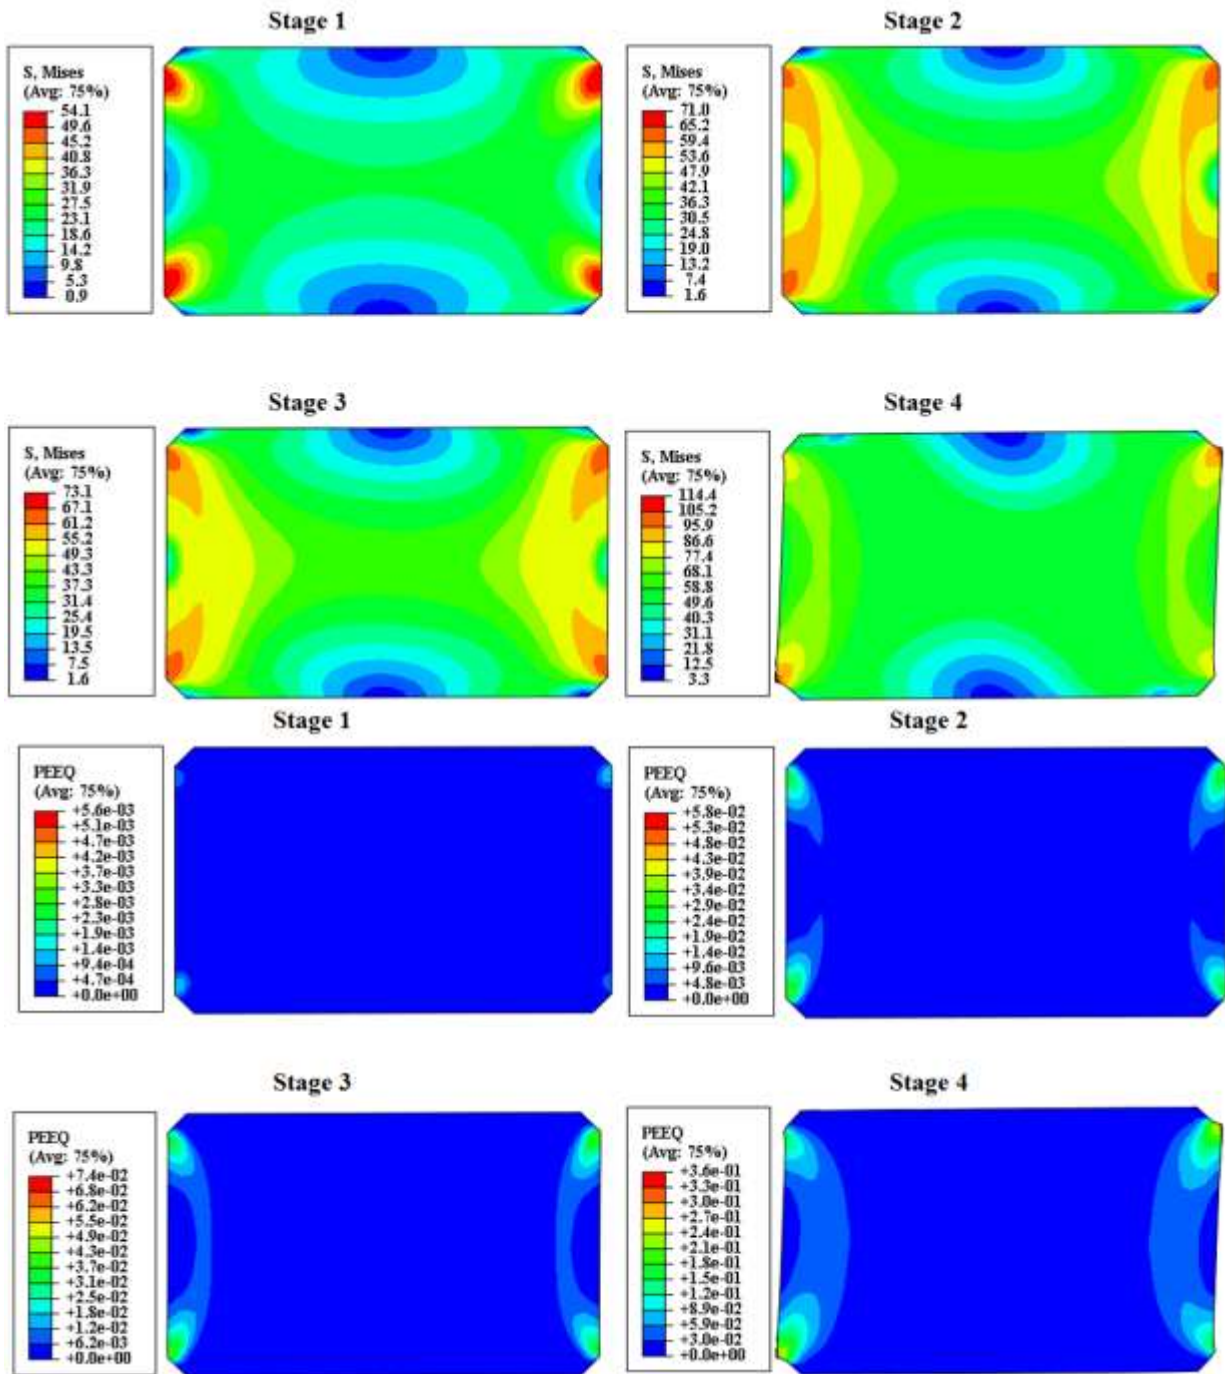 Stage 1
S, Mises
(Avg: 75%)
54.1
49.6
45.2
40.8
36.3
31.9
27.5
23.1
18.6
14.2
9.8
5.3
0.9
Stage 2
S, Mises
(Avg: 75%)
71.0
65.2
59.4
53.6
47.9
42.1
36.3
30.5
24.8
19.0
13.2
7.4
1.6
Stage 3
S, Mises
(Avg: 75%)
73.1
67.1
61.2
55.2
49.3
43.3
37.3
31.4
25.4
19.5
13.5
7.5
1.6
Stage 4
S, Mises
(Avg: 75%)
114.4
105.2
95.9
86.6
77.4
68.1
58.8
49.6
40.3
31.1
21.8
12.5
3.3
Stage 1
PEEQ
(Avg: 75%)
+5.6e-03
+5.1e-03
+4.7e-03
+4.2e-03
+3.7e-03
+3.3e-03
+2.8e-03
+2.3e-03
+1.9e-03
+1.4e-03
+9.4e-04
+4.7e-04
+0.0e+00
Stage 2
PEEQ
(Avg: 75%)
+5.8e-02
+5.3e-02
+4.8e-02
+4.3e-02
+3.9e-02
+3.4e-02
+2.9e-02
+2.4e-02
+1.9e-02
+1.4e-02
+9.6e-03
+4.8e-03
+0.0e+00
Stage 3
PEEQ
(Avg: 75%)
+7.4e-02
+6.8e-02
+6.2e-02
+5.5e-02
+4.9e-02
+4.3e-02
+3.7e-02
+3.1e-02
+2.5e-02
+1.8e-02
+1.2e-02
+6.2e-03
+0.0e+00
Stage 4
PEEQ
(Avg: 75%)
+3.6e-01
+3.3e-01
+3.0e-01
+2.7e-01
+2.4e-01
+2.1e-01
+1.8e-01
+1.5e-01
+1.2e-01
+8.9e-02
+5.9e-02
+3.0e-02
+0.0e+00